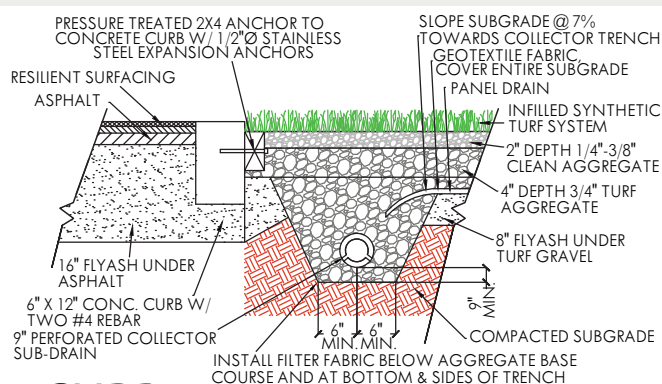 PRESSURE TREATED 2X4 ANCHOR TO
CONCRETE CURB W/ 1/2"Ø STAINLESS
STEEL EXPANSION ANCHORS
RESILIENT SURFACING
ASPHALT
SLOPE SUBGRADE @ 7%
TOWARDS COLLECTOR TRENCH
GEOTEXTILE FABRIC,
COVER ENTIRE SUBGRADE
PANEL DRAIN
INFILLED SYNTHETIC
TURF SYSTEM
2" DEPTH 1/4"-3/8"
CLEAN AGGREGATE
4" DEPTH 3/4" TURF
AGGREGATE
8" FLYASH UNDER
TURF GRAVEL
16" FLYASH UNDER
ASPHALT
6" X 12" CONC. CURB W/
TWO #4 REBAR
9" PERFORATED COLLECTOR
SUB-DRAIN
6" 6"
MIN. MIN.
9"
MIN.
COMPACTED SUBGRADE
INSTALL FILTER FABRIC BELOW AGGREGATE BASE
COURSE AND AT BOTTOM & SIDES OF TRENCH